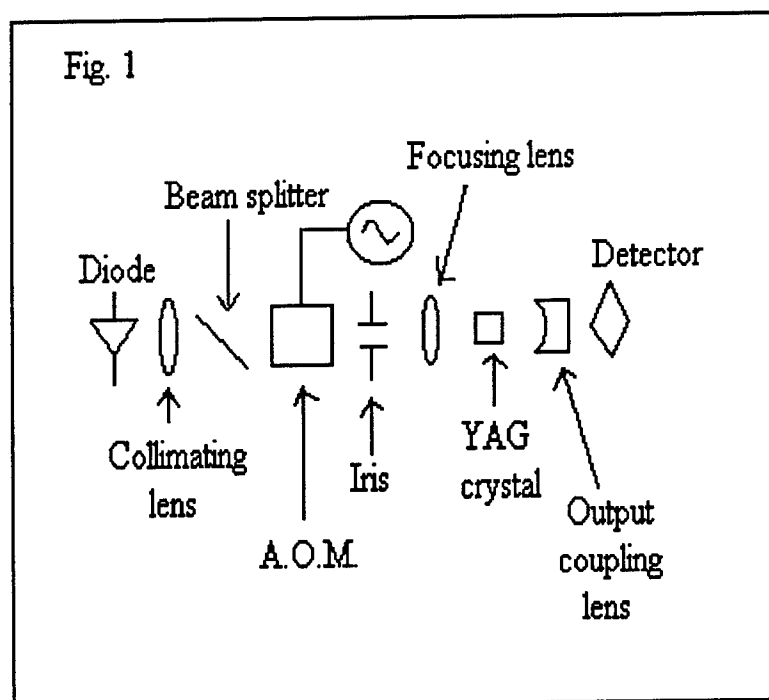 Fig. 1
Focusing lens
Beam splitter
Detector
Diode
Collimating
lens
A.O.M.
Iris
YAG
crystal
Output
coupling
lens